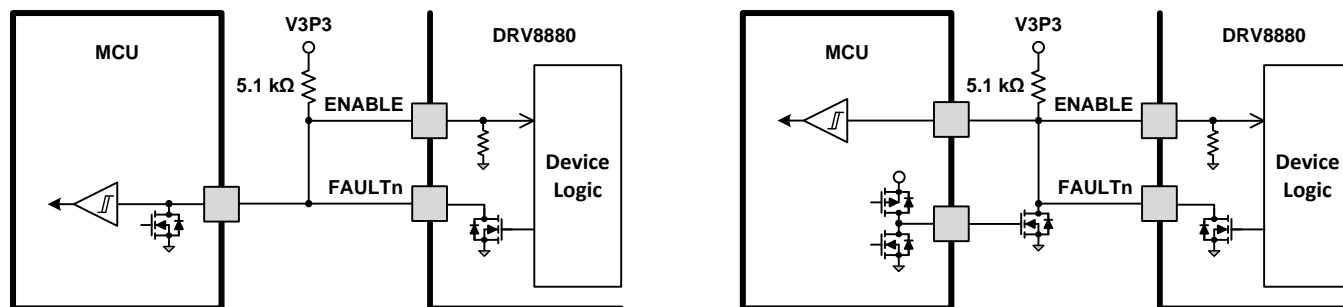 V3P3
MCU
DRV8880
5.1 kΩ
ENABLE
Device
Logic
FAULTn
V3P3
MCU
DRV8880
5.1 kΩ
ENABLE
Device
Logic
FAULTn